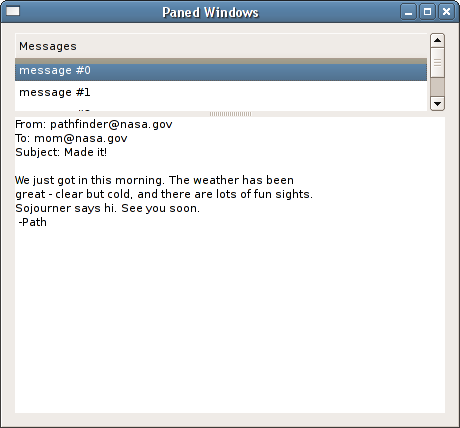 Paned Windows
Messages
message #0
message #1
From: pathfinder@nasa.gov
To: mom@nasa.gov
Subject: Made it!
We just got in this morning. The weather has been
great - clear but cold, and there are lots of fun sights.
Sojourner says hi. See you soon.
-Path